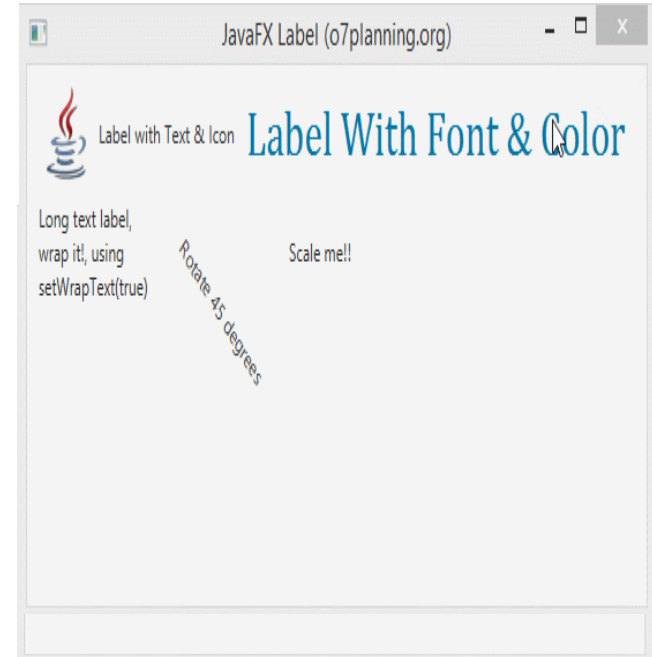 JavaFX Label (o7planning.org)
Label with Text & Icon
Label With Font & Color
Long text label,
wrap it!, using
setWrapText(true)
Rotate 45 degrees
Scale me!!